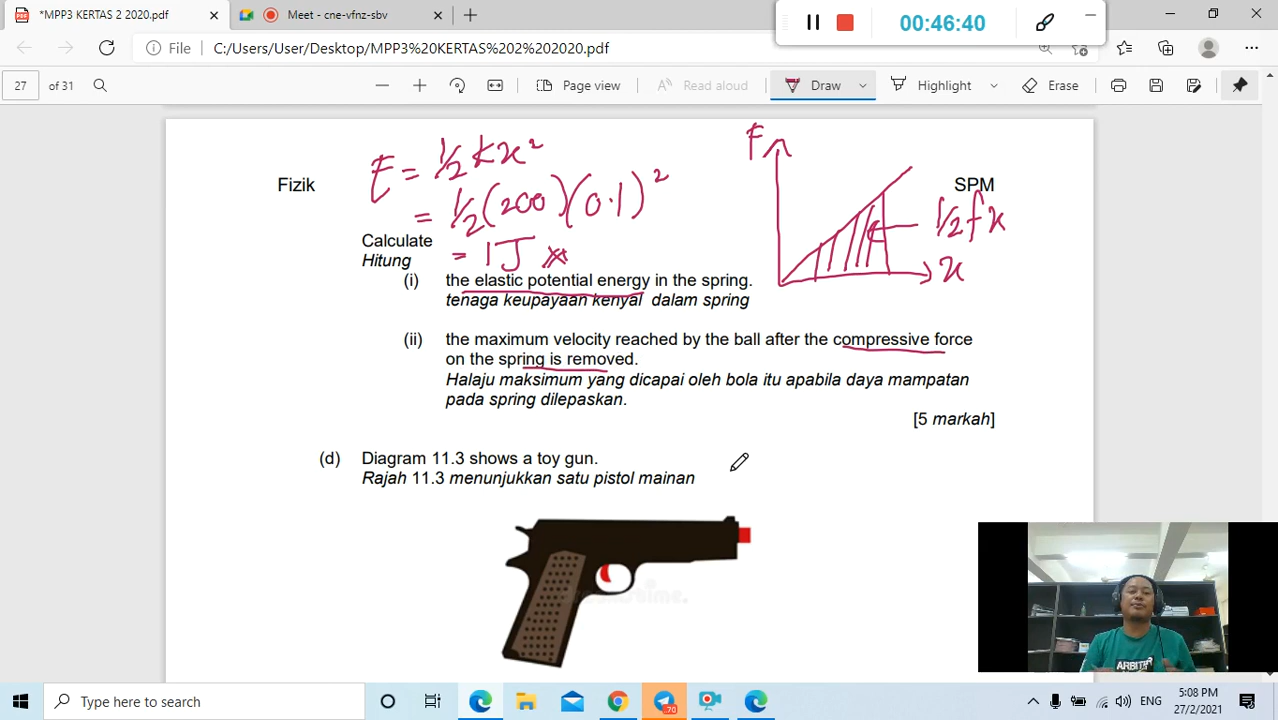 *MPP3 KERTAS 2 2020.pdf
Meet - cne-vfnz-sbv
00:46:40
File
C:/Users/User/Desktop/MPP3%20KERTAS%202%202020.pdf
27
of 31
Page view
Read aloud
Draw
Highlight
Erase
Fizik
SPM
E = 1/2 kx²
= 1/2 (200)(0.1)²
= 1J
F
1/2 Fx
x
Calculate
Hitung
(i) the elastic potential energy in the spring.
tenaga keupayaan kenyal dalam spring
(ii) the maximum velocity reached by the ball after the compressive force
on the spring is removed.
Halaju maksimum yang dicapai oleh bola itu apabila daya mampatan
pada spring dilepaskan.
[5 markah]
(d) Diagram 11.3 shows a toy gun.
Rajah 11.3 menunjukkan satu pistol mainan
Type here to search
70
ENG
5:08 PM
27/2/2021